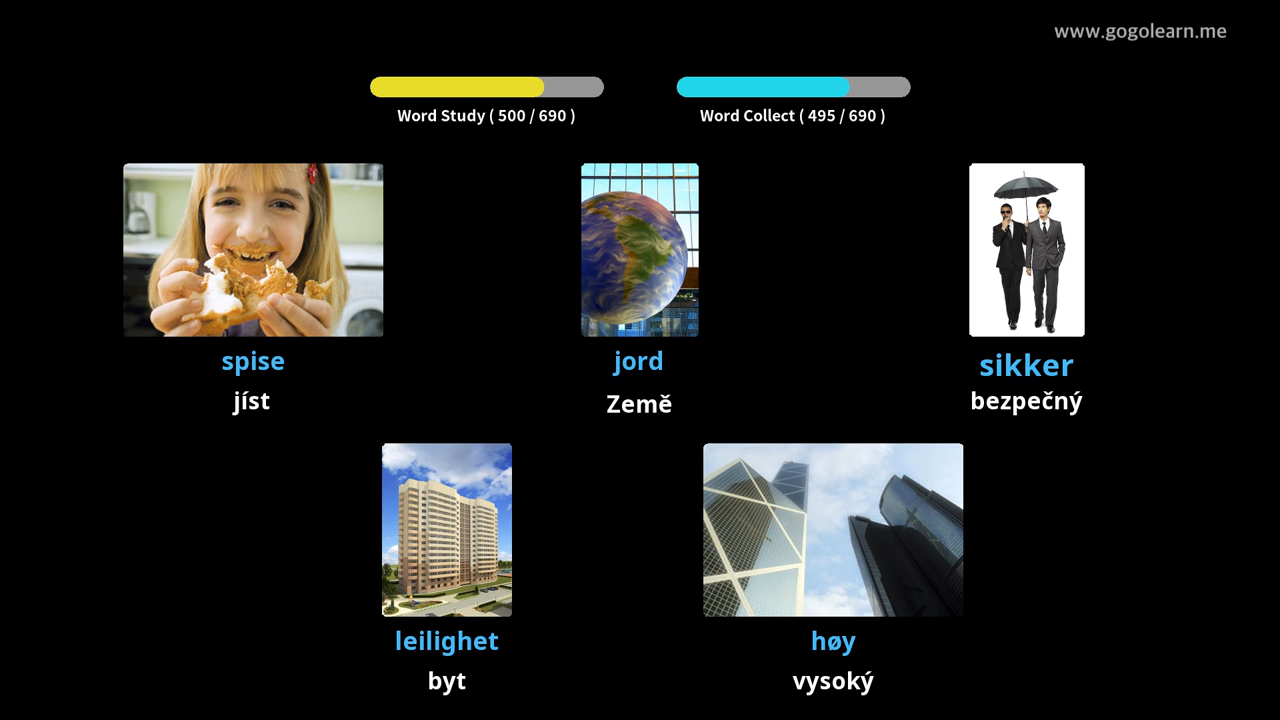 www.gogolearn.me
Word Study ( 500 / 690 )
Word Collect ( 495 / 690 )
spise
jíst
jord
Země
sikker
bezpečný
leilighet
byt
høy
vysoký